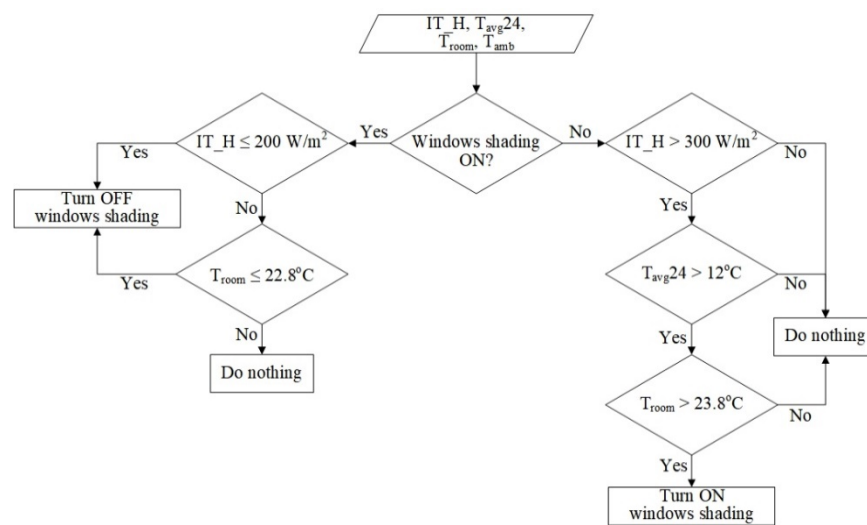 IT_H, Tavg24,
Troom, Tamb
IT_H ≤ 200 W/m²
Yes
Windows shading
ON?
No
IT_H > 300 W/m²
Yes
No
Turn OFF
windows shading
No
Yes
Troom ≤ 22.8°C
Yes
Tavg24 > 12°C
No
No
Yes
Do nothing
Do nothing
Troom > 23.8°C
No
Yes
Turn ON
windows shading